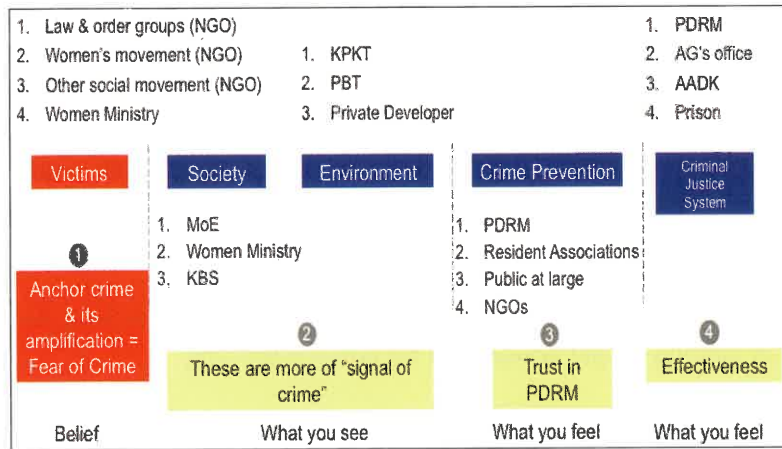 1. Law & order groups (NGO)
2. Women's movement (NGO)
3. Other social movement (NGO)
4. Women Ministry
1. KPKT
2. PBT
3. Private Developer
1. PDRM
2. AG's office
3. AADK
4. Prison
Victims
Society
Environment
Crime Prevention
Criminal
Justice
System
1. MoE
2. Women Ministry
3, KBS
1. PDRM
2. Resident Associations
3. Public at large
4. NGOs
1
Anchor crime
& its
amplification =
Fear of Crime
2
These are more of "signal of
crime"
3
Trust in
PDRM
4
Effectiveness
Belief
What you see
What you feel
What you feel